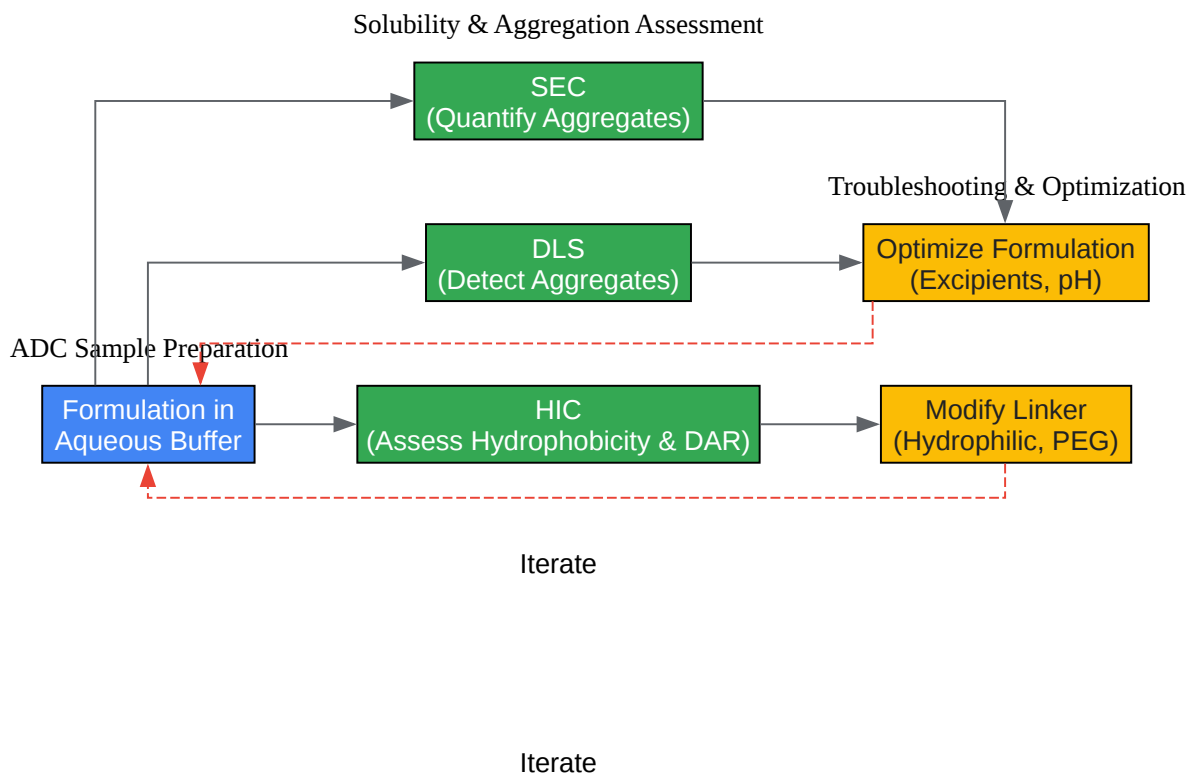 Solubility & Aggregation Assessment
SEC
(Quantify Aggregates)
Troubleshooting & Optimization
DLS
(Detect Aggregates)
Optimize Formulation
(Excipients, pH)
ADC Sample Preparation
Formulation in
Aqueous Buffer
HIC
(Assess Hydrophobicity & DAR)
Modify Linker
(Hydrophilic, PEG)
Iterate
Iterate